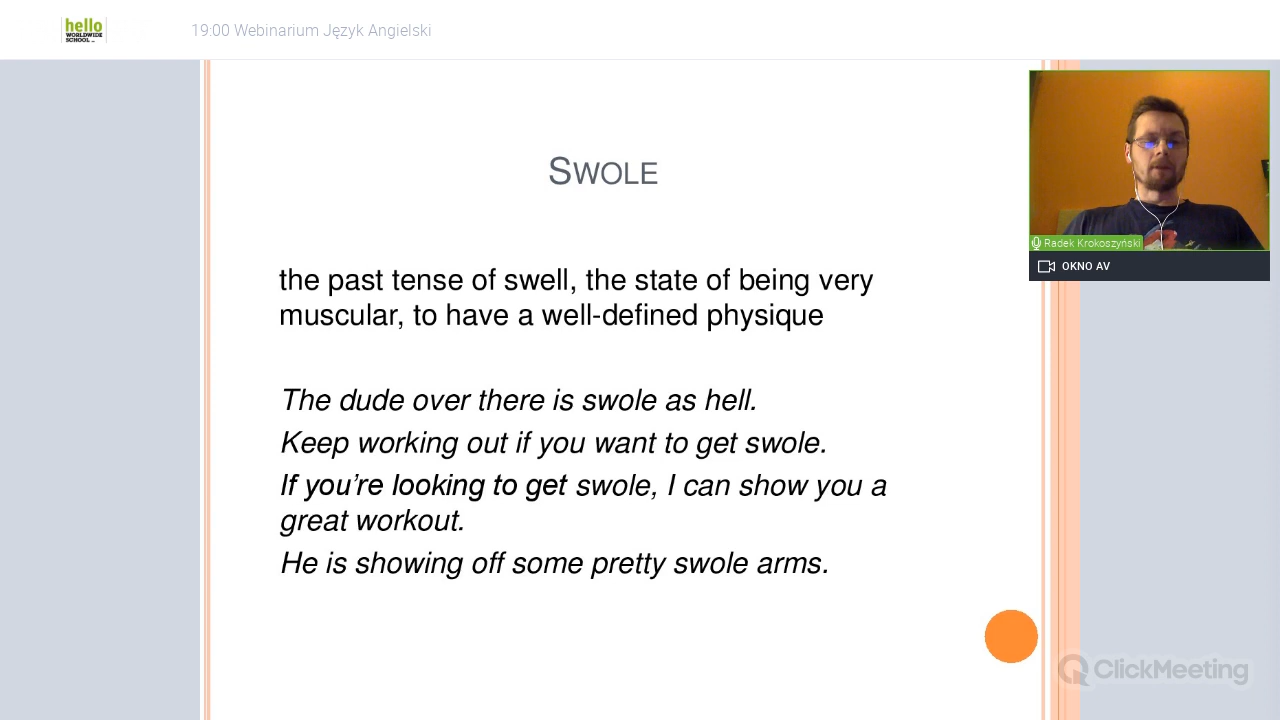 hello
WORLDWIDE
SCHOOL
19:00 Webinarium Język Angielski
SWOLE
the past tense of swell, the state of being very
muscular, to have a well-defined physique
The dude over there is swole as hell.
Keep working out if you want to get swole.
If you’re looking to get swole, I can show you a
great workout.
He is showing off some pretty swole arms.
Radek Krokoszyński
OKNO AV
ClickMeeting